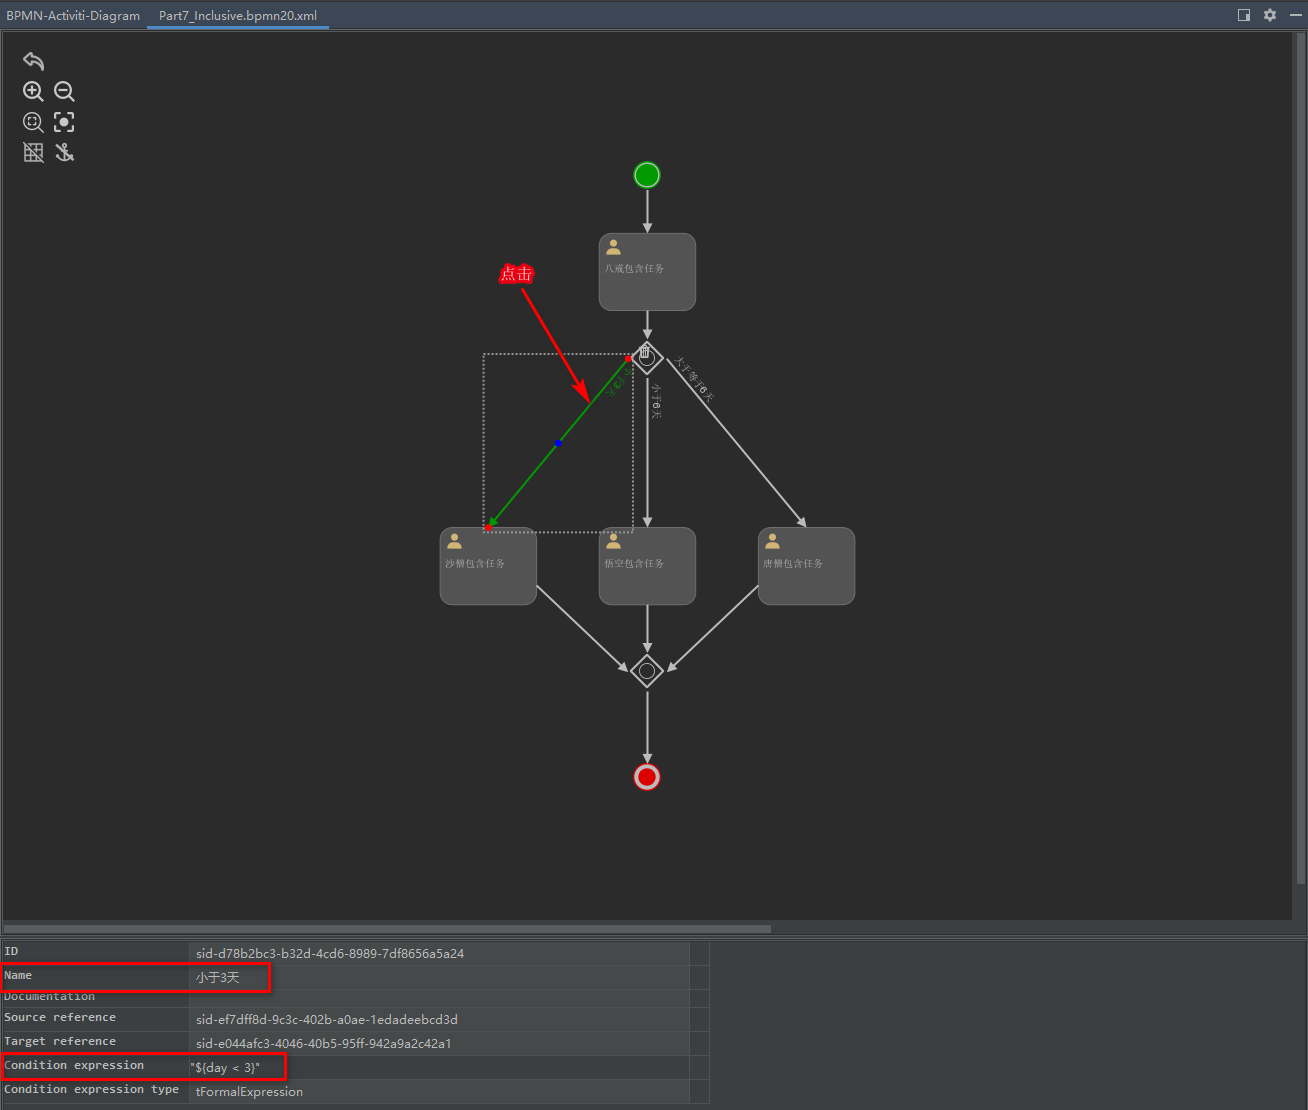 BPMN-Activiti-Diagram Part7_Inclusive.bpmn20.xml
八戒包含任务
点击
小于3天
小于6天
大于等于6天
沙僧包含任务
悟空包含任务
唐僧包含任务
ID sid-d78b2bc3-b32d-4cd6-8989-7df8656a5a24
Name 小于3天
Documentation
Source reference sid-ef7dff8d-9c3c-402b-a0ae-1edadeebcd3d
Target reference sid-e044afc3-4046-40b5-95ff-942a9a2c42a1
Condition expression "${day < 3}"
Condition expression type tFormalExpression